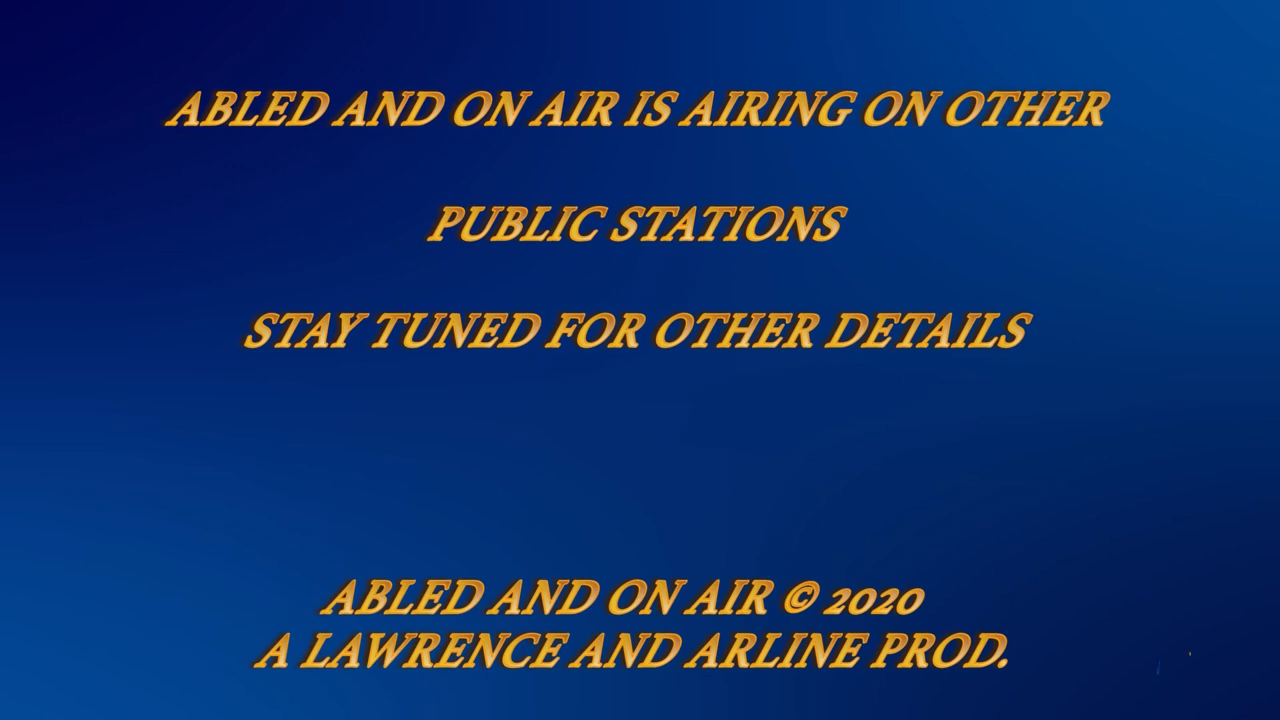 ABLED AND ON AIR IS AIRING ON OTHER
PUBLIC STATIONS
STAY TUNED FOR OTHER DETAILS
ABLED AND ON AIR © 2020
A LAWRENCE AND ARLINE PROD.